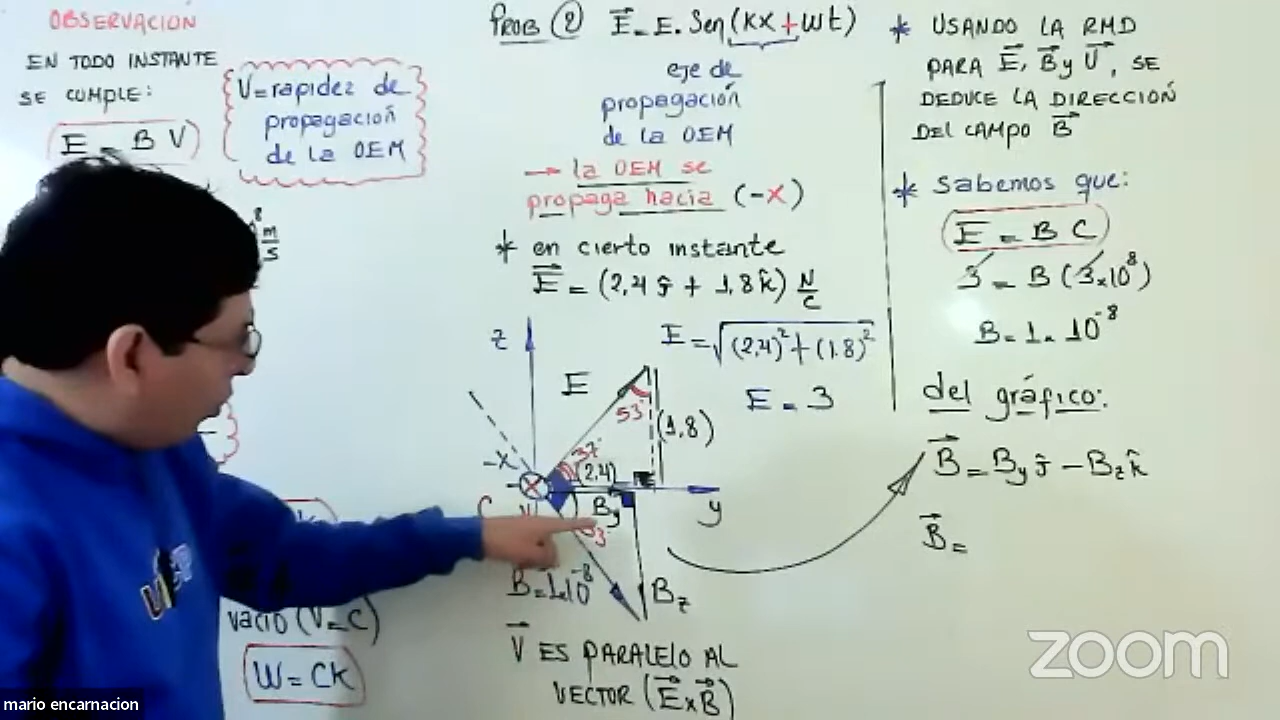 OBSERVACION
EN TODO INSTANTE
SE CUMPLE:
E = B V
V = rapidez de
propagación
de la OEM
8
m
s
vacio (V=C)
W = CK
PROB ② E⃗ = E. Sen(KX + Wt)
eje de
propagación
de la OEM
→ la OEM se
propaga hacia (-X)
* en cierto instante
E⃗ = (2,4 ĵ + 1,8 k̂) N/C
E = √(2,4)² + (1,8)²
E = 3
z
E
53°
(1,8)
37°
(2,4)
-X
By
y
B = 1.10⁻⁸
Bz
V⃗ ES PARALELO AL
VECTOR (E⃗ x B⃗)
* USANDO LA RMD
PARA E⃗, B⃗ y V⃗, SE
DEDUCE LA DIRECCIÓN
DEL CAMPO B⃗
* Sabemos que:
E = B C
3 = B (3x10⁸)
B = 1 x 10⁻⁸
del gráfico:
B⃗ = By ĵ - Bz k̂
B⃗ =
zoom
mario encarnacion